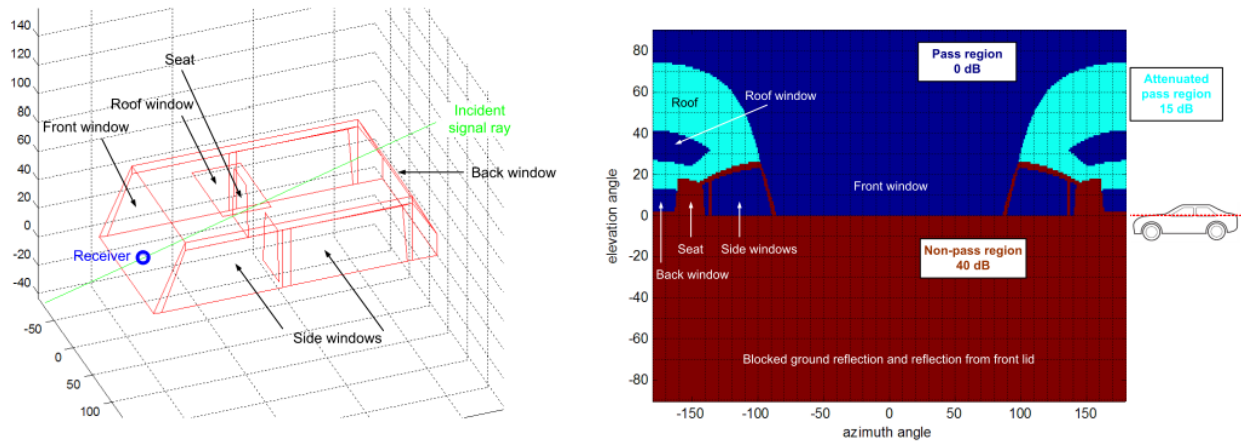 140
120
100
80
60
40
20
0
-20
-40
-50
0
50
100
Seat
Roof window
Front window
Incident
signal ray
Back window
Receiver
Side windows
80
60
40
20
0
-20
-40
-60
-80
elevation angle
-150
-100
-50
0
50
100
150
azimuth angle
Pass region
0 dB
Roof window
Roof
Attenuated
pass region
15 dB
Front window
Seat
Side windows
Back window
Non-pass region
40 dB
Blocked ground reflection and reflection from front lid